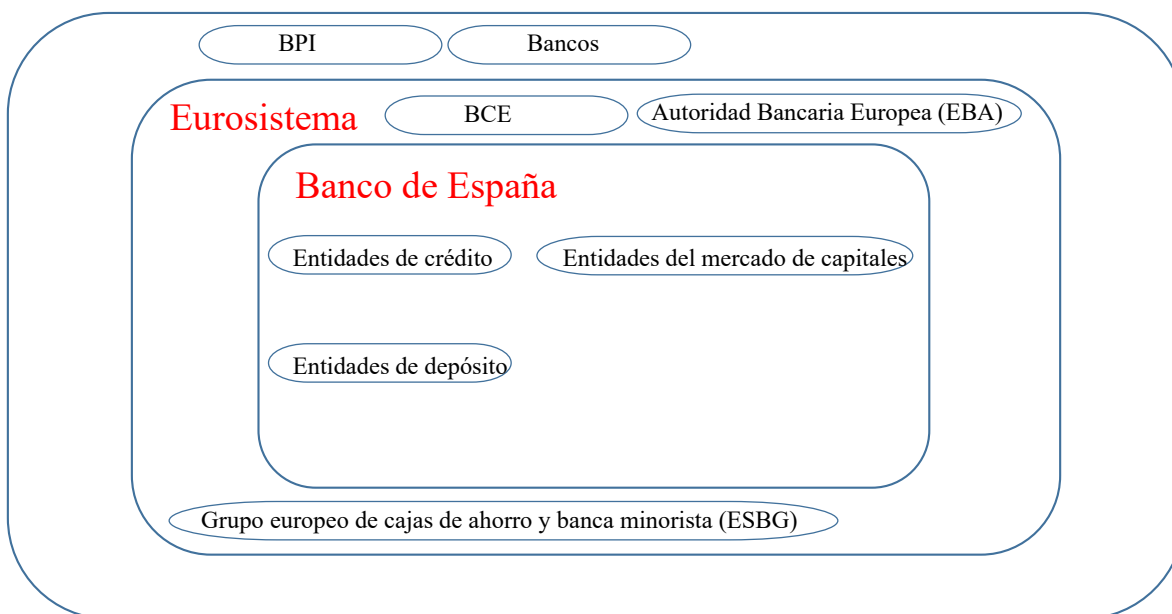 BPI
Bancos
Eurosistema
BCE
Autoridad Bancaria Europea (EBA)
Banco de España
Entidades de crédito
Entidades del mercado de capitales
Entidades de depósito
Grupo europeo de cajas de ahorro y banca minorista (ESBG)